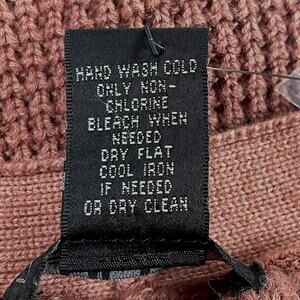 HAND WASH COLD
ONLY NON-
CHLORINE
BLEACH WHEN
NEEDED
DRY FLAT
COOL IRON
IF NEEDED
OR DRY CLEAN